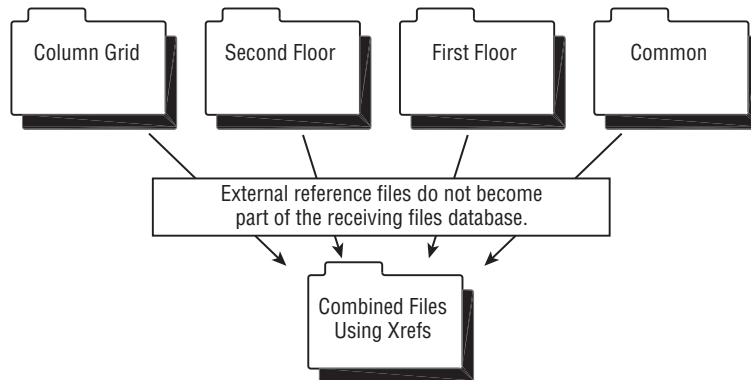 Column Grid
Second Floor
First Floor
Common
External reference files do not become
part of the receiving files database.
Combined Files
Using Xrefs